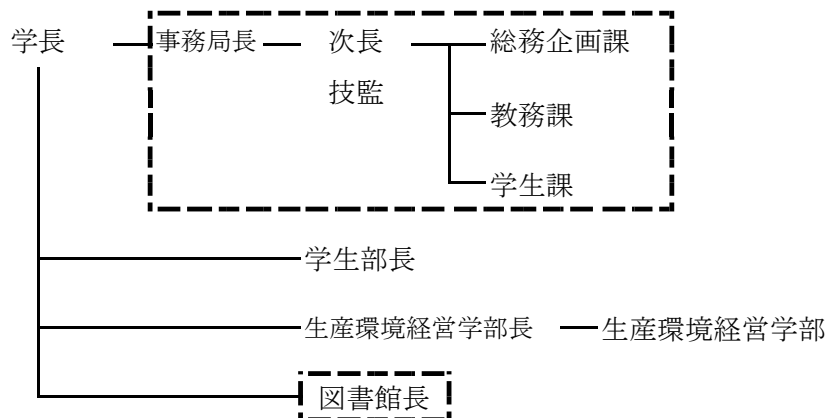 学長 事務局長 次長 総務企画課
技監
教務課
学生課
学生部長
生産環境経営学部長 生産環境経営学部
図書館長